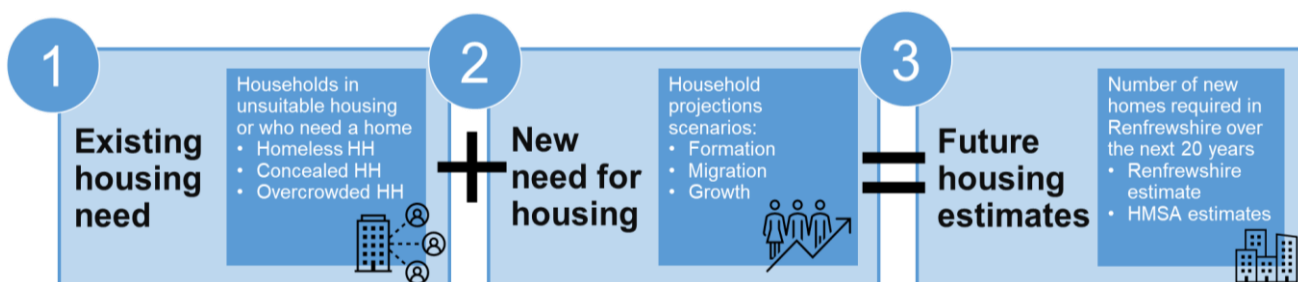 1
Existing
housing
need
Households in
unsuitable housing
or who need a home
• Homeless HH
• Concealed HH
• Overcrowded HH
+
2
New
need for
housing
Household
projections
scenarios:
• Formation
• Migration
• Growth
=
3
Future
housing
estimates
Number of new
homes required in
Renfrewshire over
the next 20 years
• Renfrewshire
estimate
• HMSA estimates